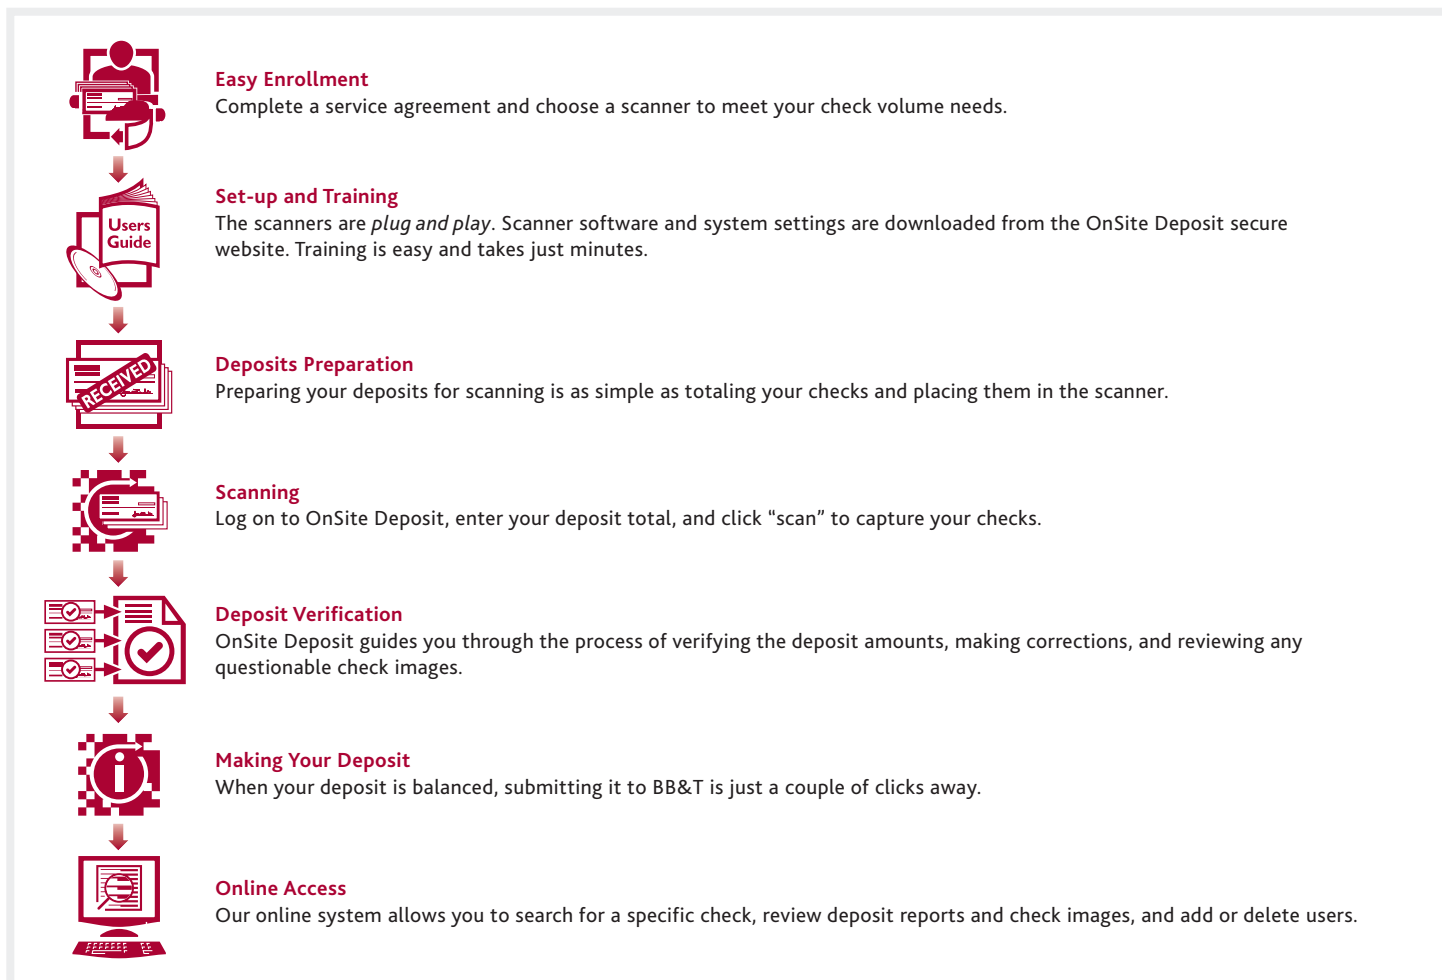 Easy Enrollment
Complete a service agreement and choose a scanner to meet your check volume needs.
Users
Guide
Set-up and Training
The scanners are plug and play. Scanner software and system settings are downloaded from the OnSite Deposit secure
website. Training is easy and takes just minutes.
RECEIVED
Deposits Preparation
Preparing your deposits for scanning is as simple as totaling your checks and placing them in the scanner.
Scanning
Log on to OnSite Deposit, enter your deposit total, and click “scan” to capture your checks.
Deposit Verification
OnSite Deposit guides you through the process of verifying the deposit amounts, making corrections, and reviewing any
questionable check images.
i
Making Your Deposit
When your deposit is balanced, submitting it to BB&T is just a couple of clicks away.
Online Access
Our online system allows you to search for a specific check, review deposit reports and check images, and add or delete users.